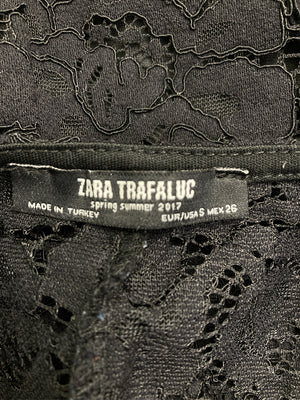 ZARA TRAFALUC
spring summer 2017
MADE IN TURKEY
EUR/USA S MEX 26